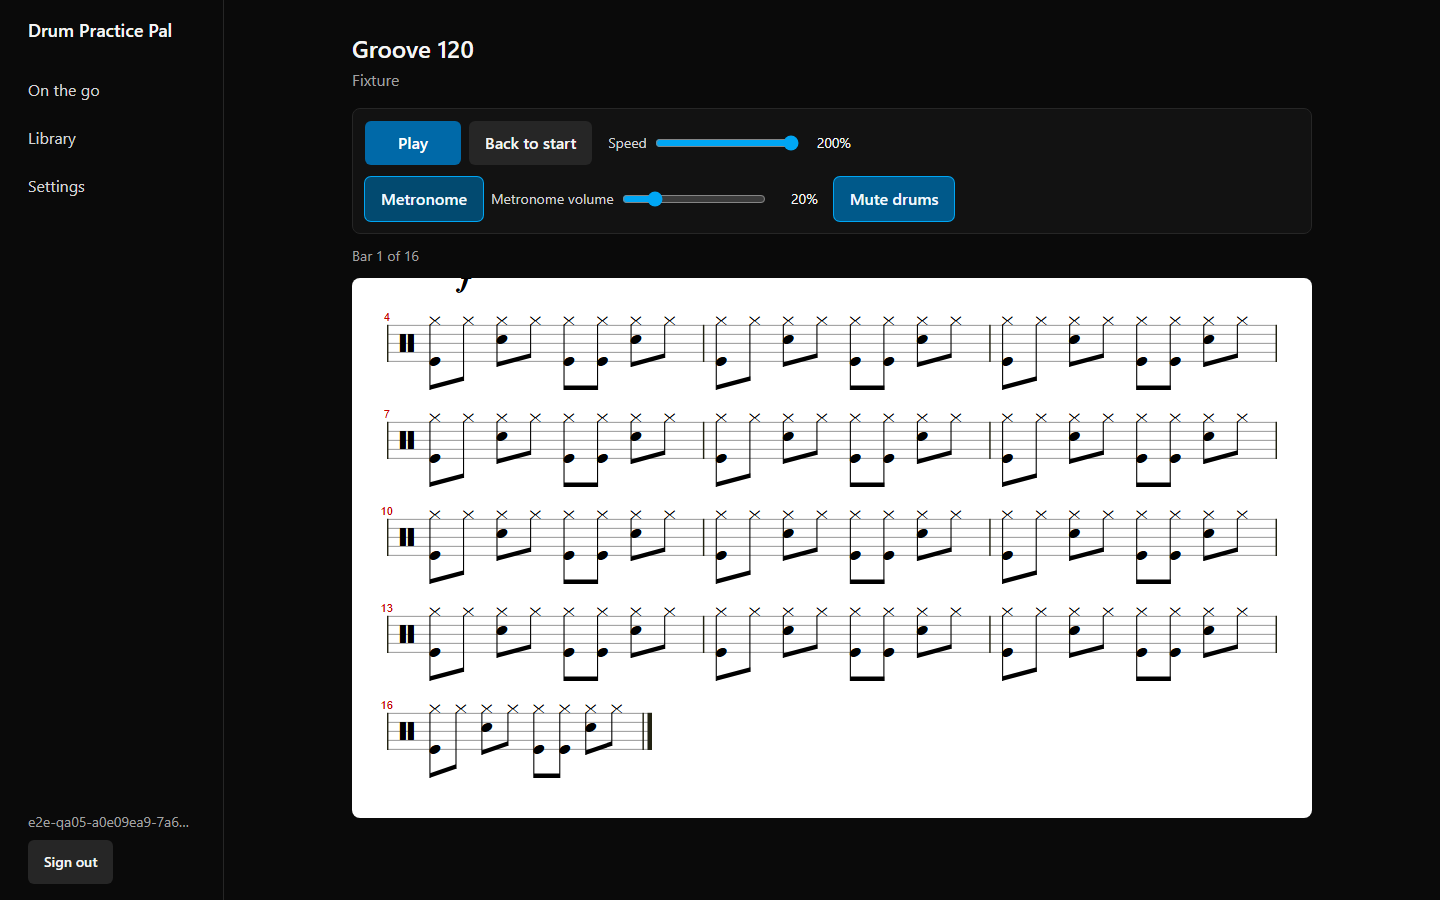 Drum Practice Pal
On the go
Library
Settings
e2e-qa05-a0e09ea9-7a6...
Sign out
Groove 120
Fixture
Play
Back to start
Speed
200%
Metronome
Metronome volume
20%
Mute drums
Bar 1 of 16
f
4
7
10
13
16